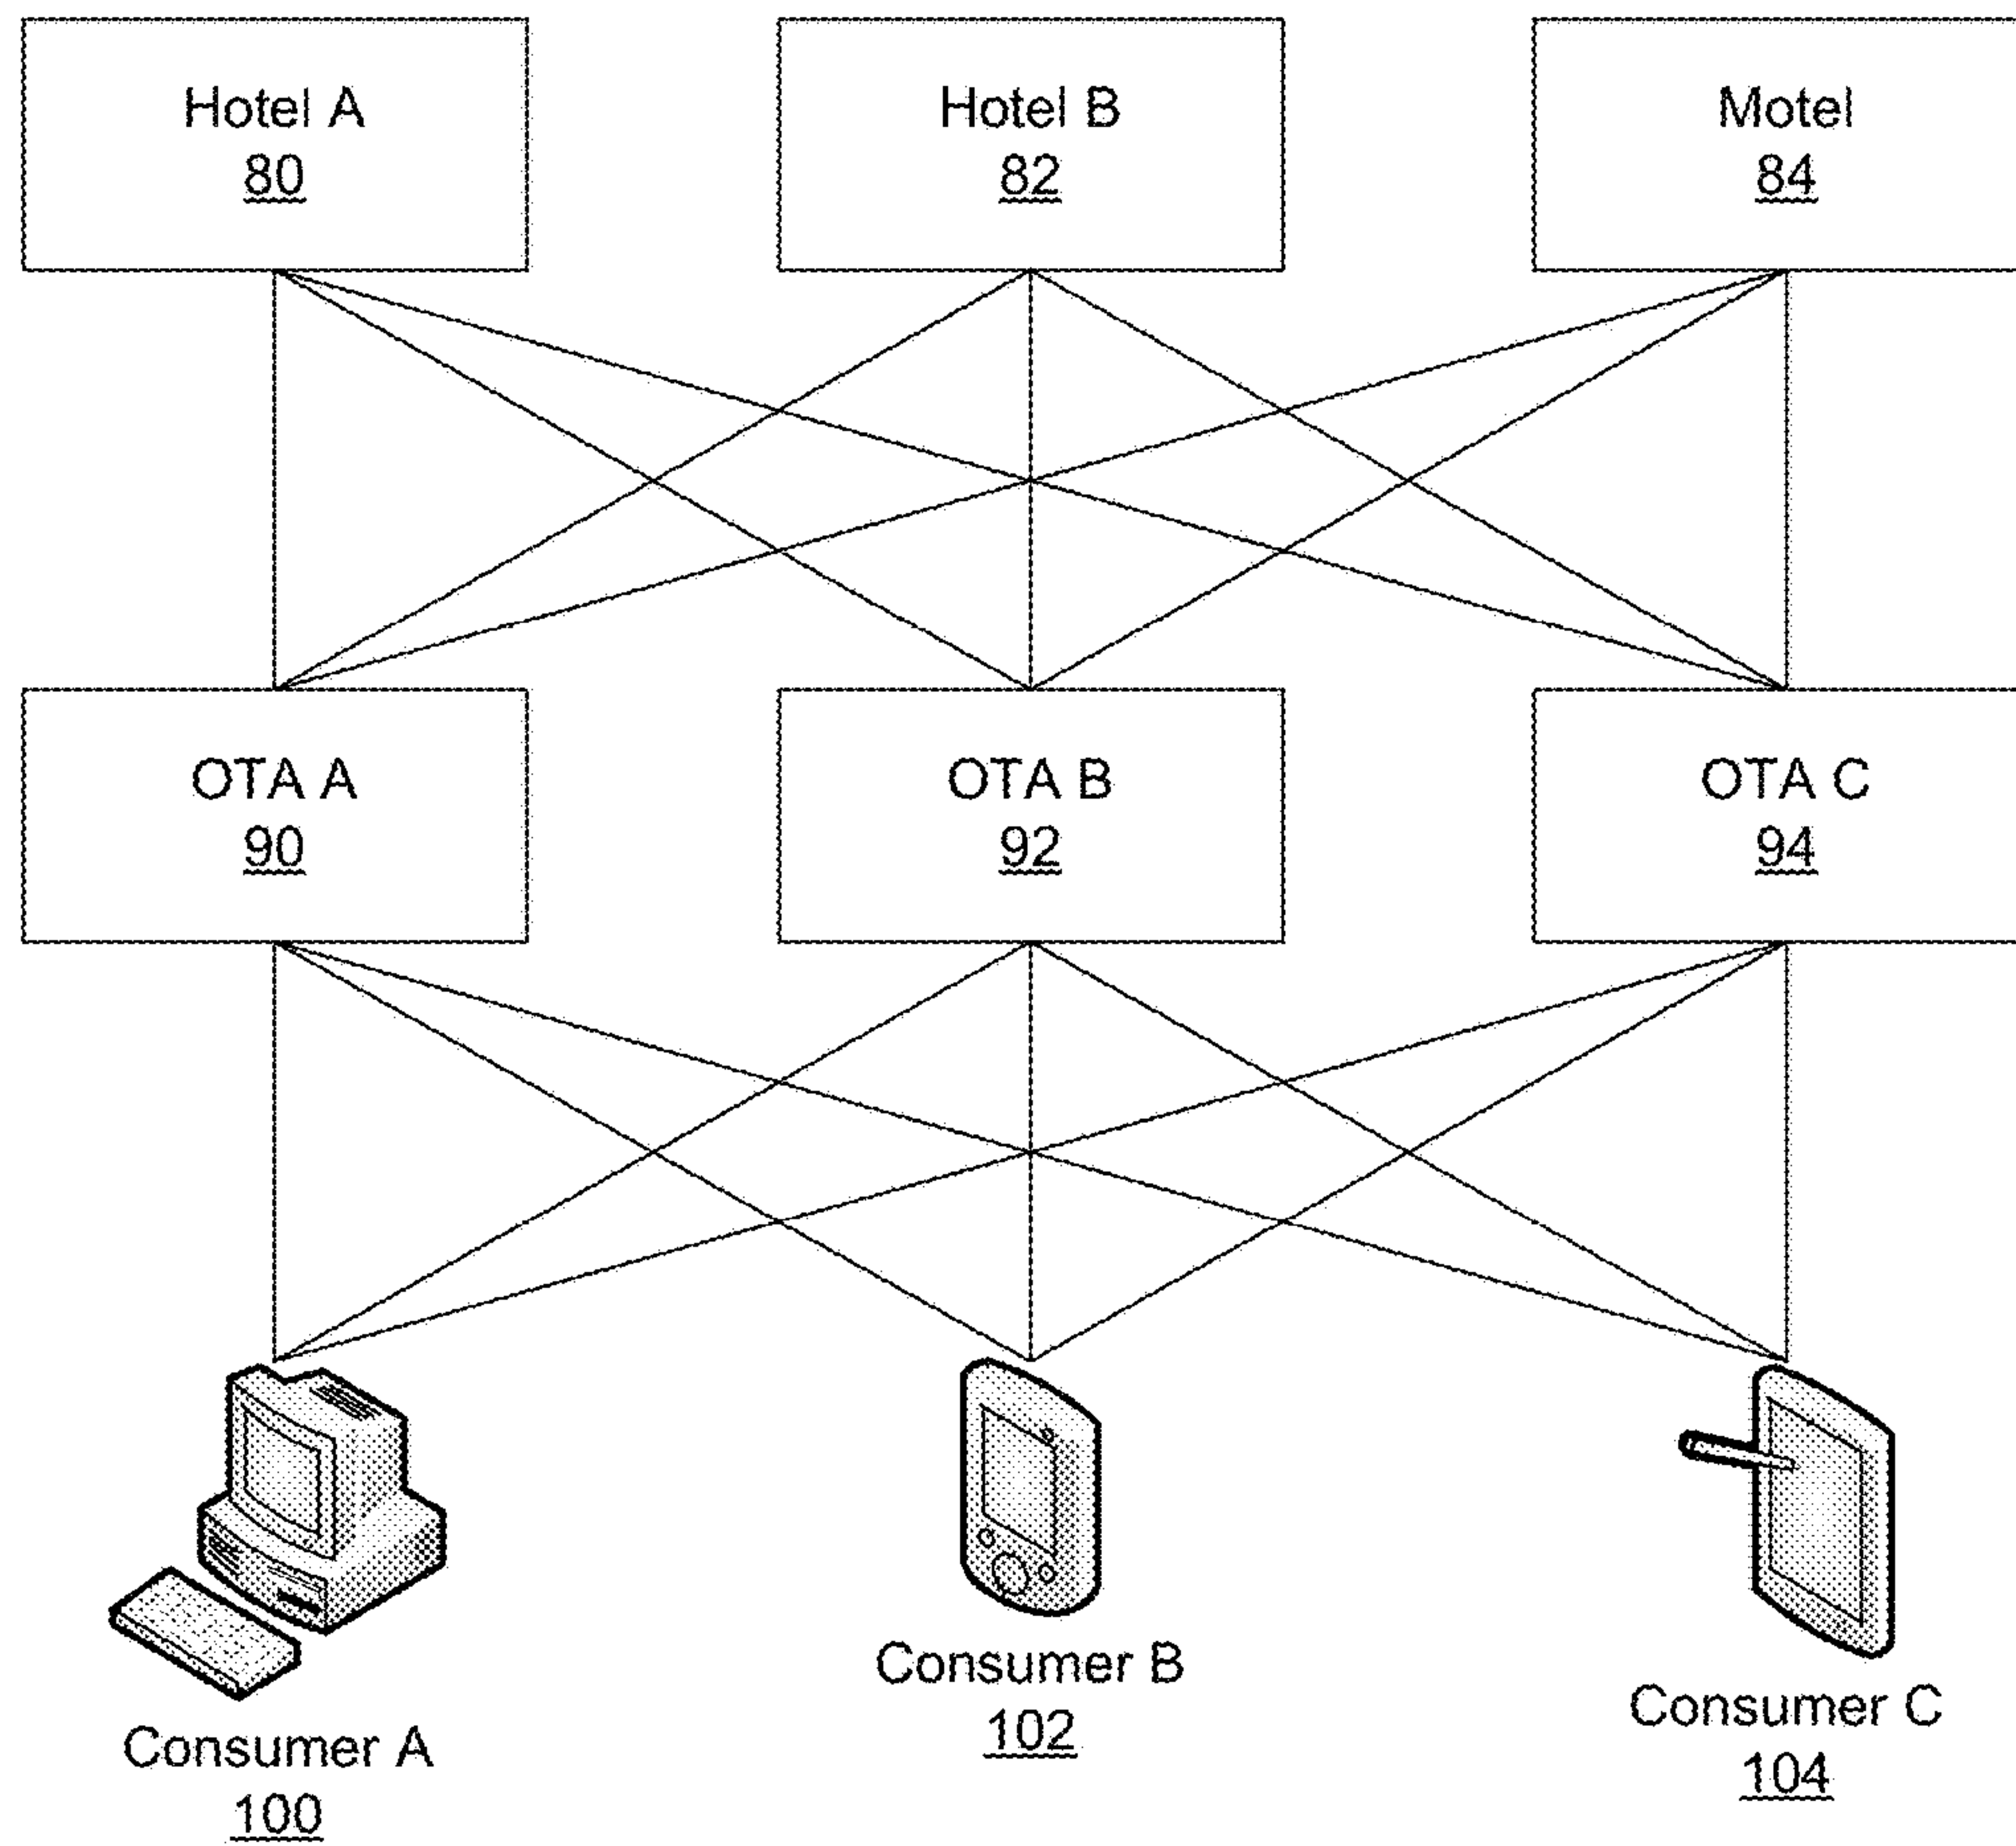 Hotel A
80
Hotel B
82
Motel
84
OTA A
90
OTA B
92
OTA C
94
Consumer A
100
Consumer B
102
Consumer C
104